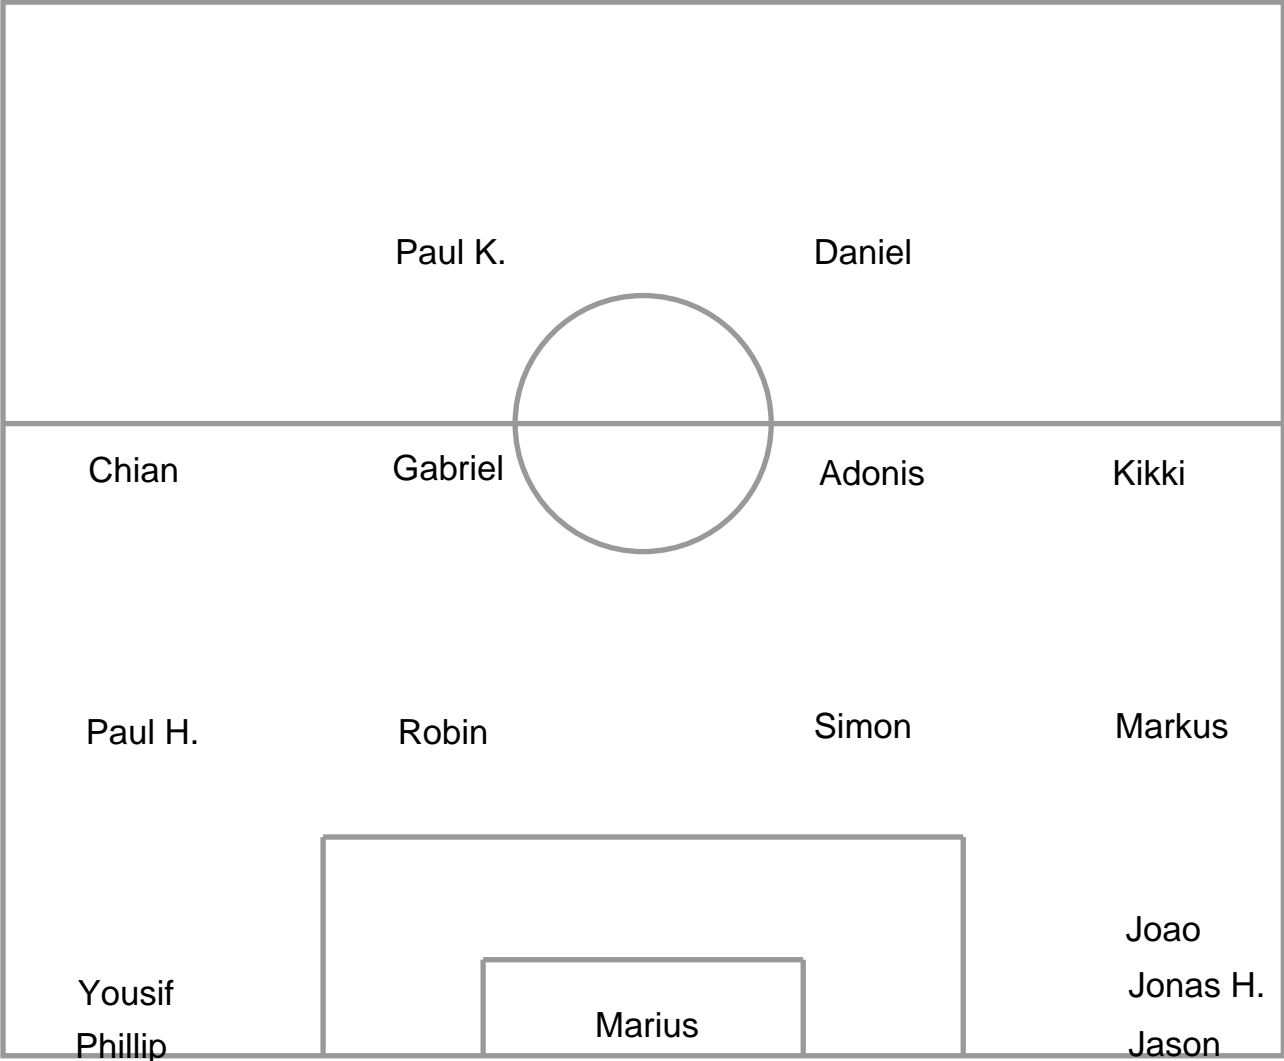 Paul K. Daniel
Chian Gabriel Adonis Kikki
Paul H. Robin Simon Markus
Joao
Yousif Jonas H.
Marius
Phillip Jason